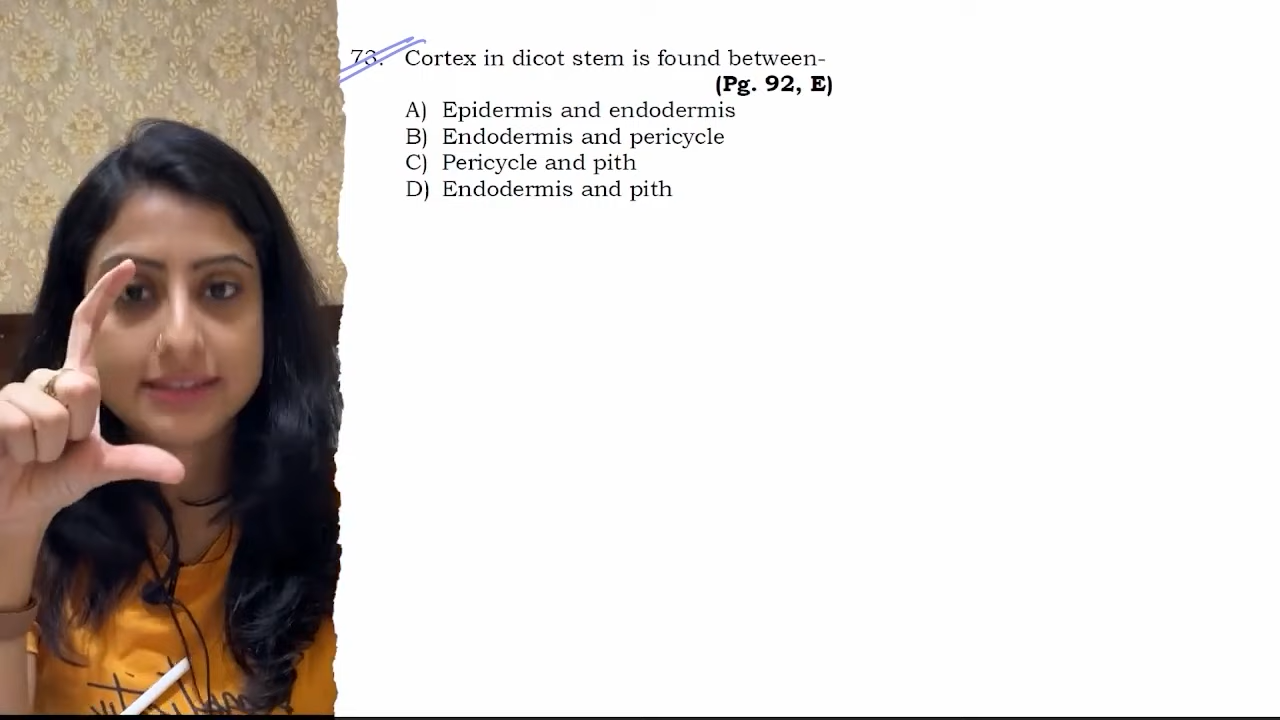 73. Cortex in dicot stem is found between-
(Pg. 92, E)
A) Epidermis and endodermis
B) Endodermis and pericycle
C) Pericycle and pith
D) Endodermis and pith